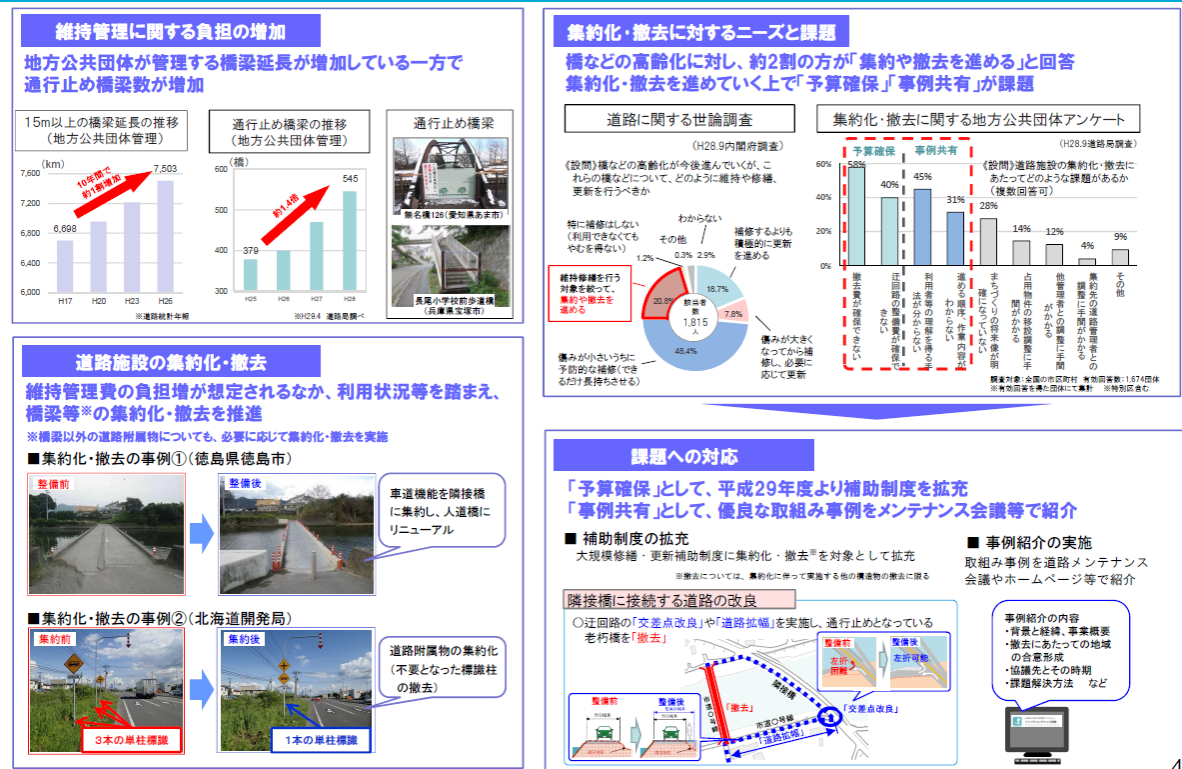 維持管理に関する負担の増加
地方公共団体が管理する橋梁延長が増加している一方で
通行止め橋梁数が増加
15m以上の橋梁延長の推移
(地方公共団体管理)
(km)
7,600
7,200
6,800
6,400
6,000
10年間で
約1割増加
6,698
7,503
H17
H20
H23
H26
※道路統計年報
通行止め橋梁の推移
(地方公共団体管理)
(橋)
600
500
400
300
約1.4倍
379
545
H25
H26
H27
H28
※H29.4 道路局調べ
通行止め橋梁
無名橋126(愛知県あま市)
長尾小学校前歩道橋
(兵庫県宝塚市)
道路施設の集約化・撤去
維持管理費の負担増が想定されるなか、利用状況等を踏まえ、
橋梁等※の集約化・撤去を推進
※橋梁以外の道路附属物についても、必要に応じて集約化・撤去を実施
■集約化・撤去の事例①(徳島県徳島市)
整備前
整備後
車道機能を隣接橋
に集約し、人道橋に
リニューアル
■集約化・撤去の事例②(北海道開発局)
集約前
集約後
3本の単柱標識
1本の単柱標識
道路附属物の集約化
(不要となった標識柱
の撤去)
集約化・撤去に対するニーズと課題
橋などの高齢化に対し、約2割の方が「集約や撤去を進める」と回答
集約化・撤去を進めていく上で「予算確保」「事例共有」が課題
道路に関する世論調査
(H28.9内閣府調査)
《設問》橋などの高齢化が今後進んでいくが、こ
れらの橋などについて、どのように維持や修繕、
更新を行うべきか
特に補修はしない
(利用できなくても
やむを得ない)
1.2%
その他
0.3%
わからない
2.9%
補修するよりも
積極的に更新
を進める
18.7%
7.8%
傷みが大きく
なってから補
修し、必要に
応じて更新
48.4%
傷みが小さいうちに
予防的な補修(でき
るだけ長持ちさせる)
20.8%
維持修繕を行う
対象を絞って、
集約や撤去を
進める
該当者
数
1,815
人
集約化・撤去に関する地方公共団体アンケート
(H28.9道路局調査)
《設問》道路施設の集約化・撤去に
あたってどのような課題があるか
(複数回答可)
予算確保
事例共有
60%
40%
20%
0%
58%
40%
45%
31%
28%
14%
12%
4%
9%
撤去費が確保できない
迂回路の整備費が確保で
きない
利用者等の理解を得る手
法が分からない
進める順序、作業内容が
わからない
まちづくりの将来像が明
確になっていない
占用物件の移設調整に手
間がかかる
他管理者との調整に手間
がかかる
集約先の道路管理者との
調整に手間がかかる
その他
調査対象:全国の市区町村 有効回答数:1,674団体
※有効回答を得た団体にて集計 ※特別区含む
課題への対応
「予算確保」として、平成29年度より補助制度を拡充
「事例共有」として、優良な取組み事例をメンテナンス会議等で紹介
■ 補助制度の拡充
大規模修繕・更新補助制度に集約化・撤去※を対象として拡充
※撤去については、集約化に伴って実施する他の構造物の撤去に限る
隣接橋に接続する道路の改良
○迂回路の「交差点改良」や「道路拡幅」を実施し、通行止めとなっている
老朽橋を「撤去」
整備前
左折
困難
整備後
左折可能
整備前
整備後
「撤去」
隣接橋
市道○号線
「道路拡幅」
「交差点改良」
■ 事例紹介の実施
取組み事例を道路メンテナンス
会議やホームページ等で紹介
事例紹介の内容
・背景と経緯、事業概要
・撤去にあたっての地域
の合意形成
・協議先とその時期
・課題解決方法 など
4